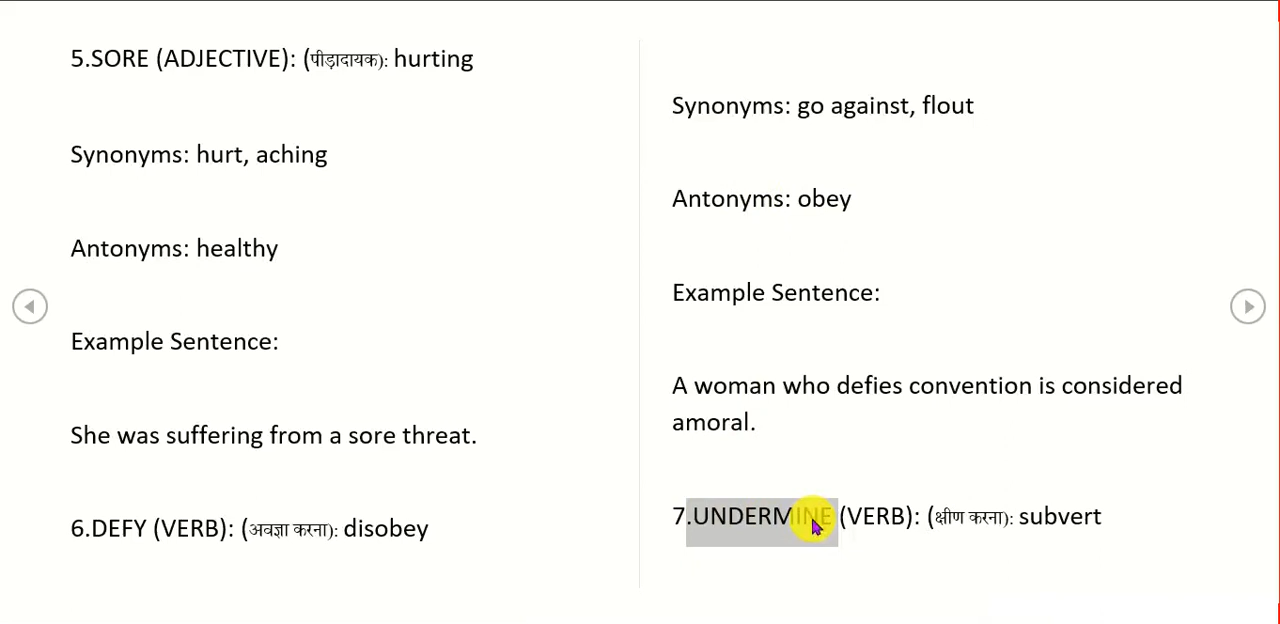 5.SORE (ADJECTIVE): (पीड़ादायक): hurting
Synonyms: hurt, aching
Antonyms: healthy
Example Sentence:
She was suffering from a sore threat.
6.DEFY (VERB): (अवज्ञा करना): disobey
Synonyms: go against, flout
Antonyms: obey
Example Sentence:
A woman who defies convention is considered
amoral.
7.UNDERMINE (VERB): (क्षीण करना): subvert